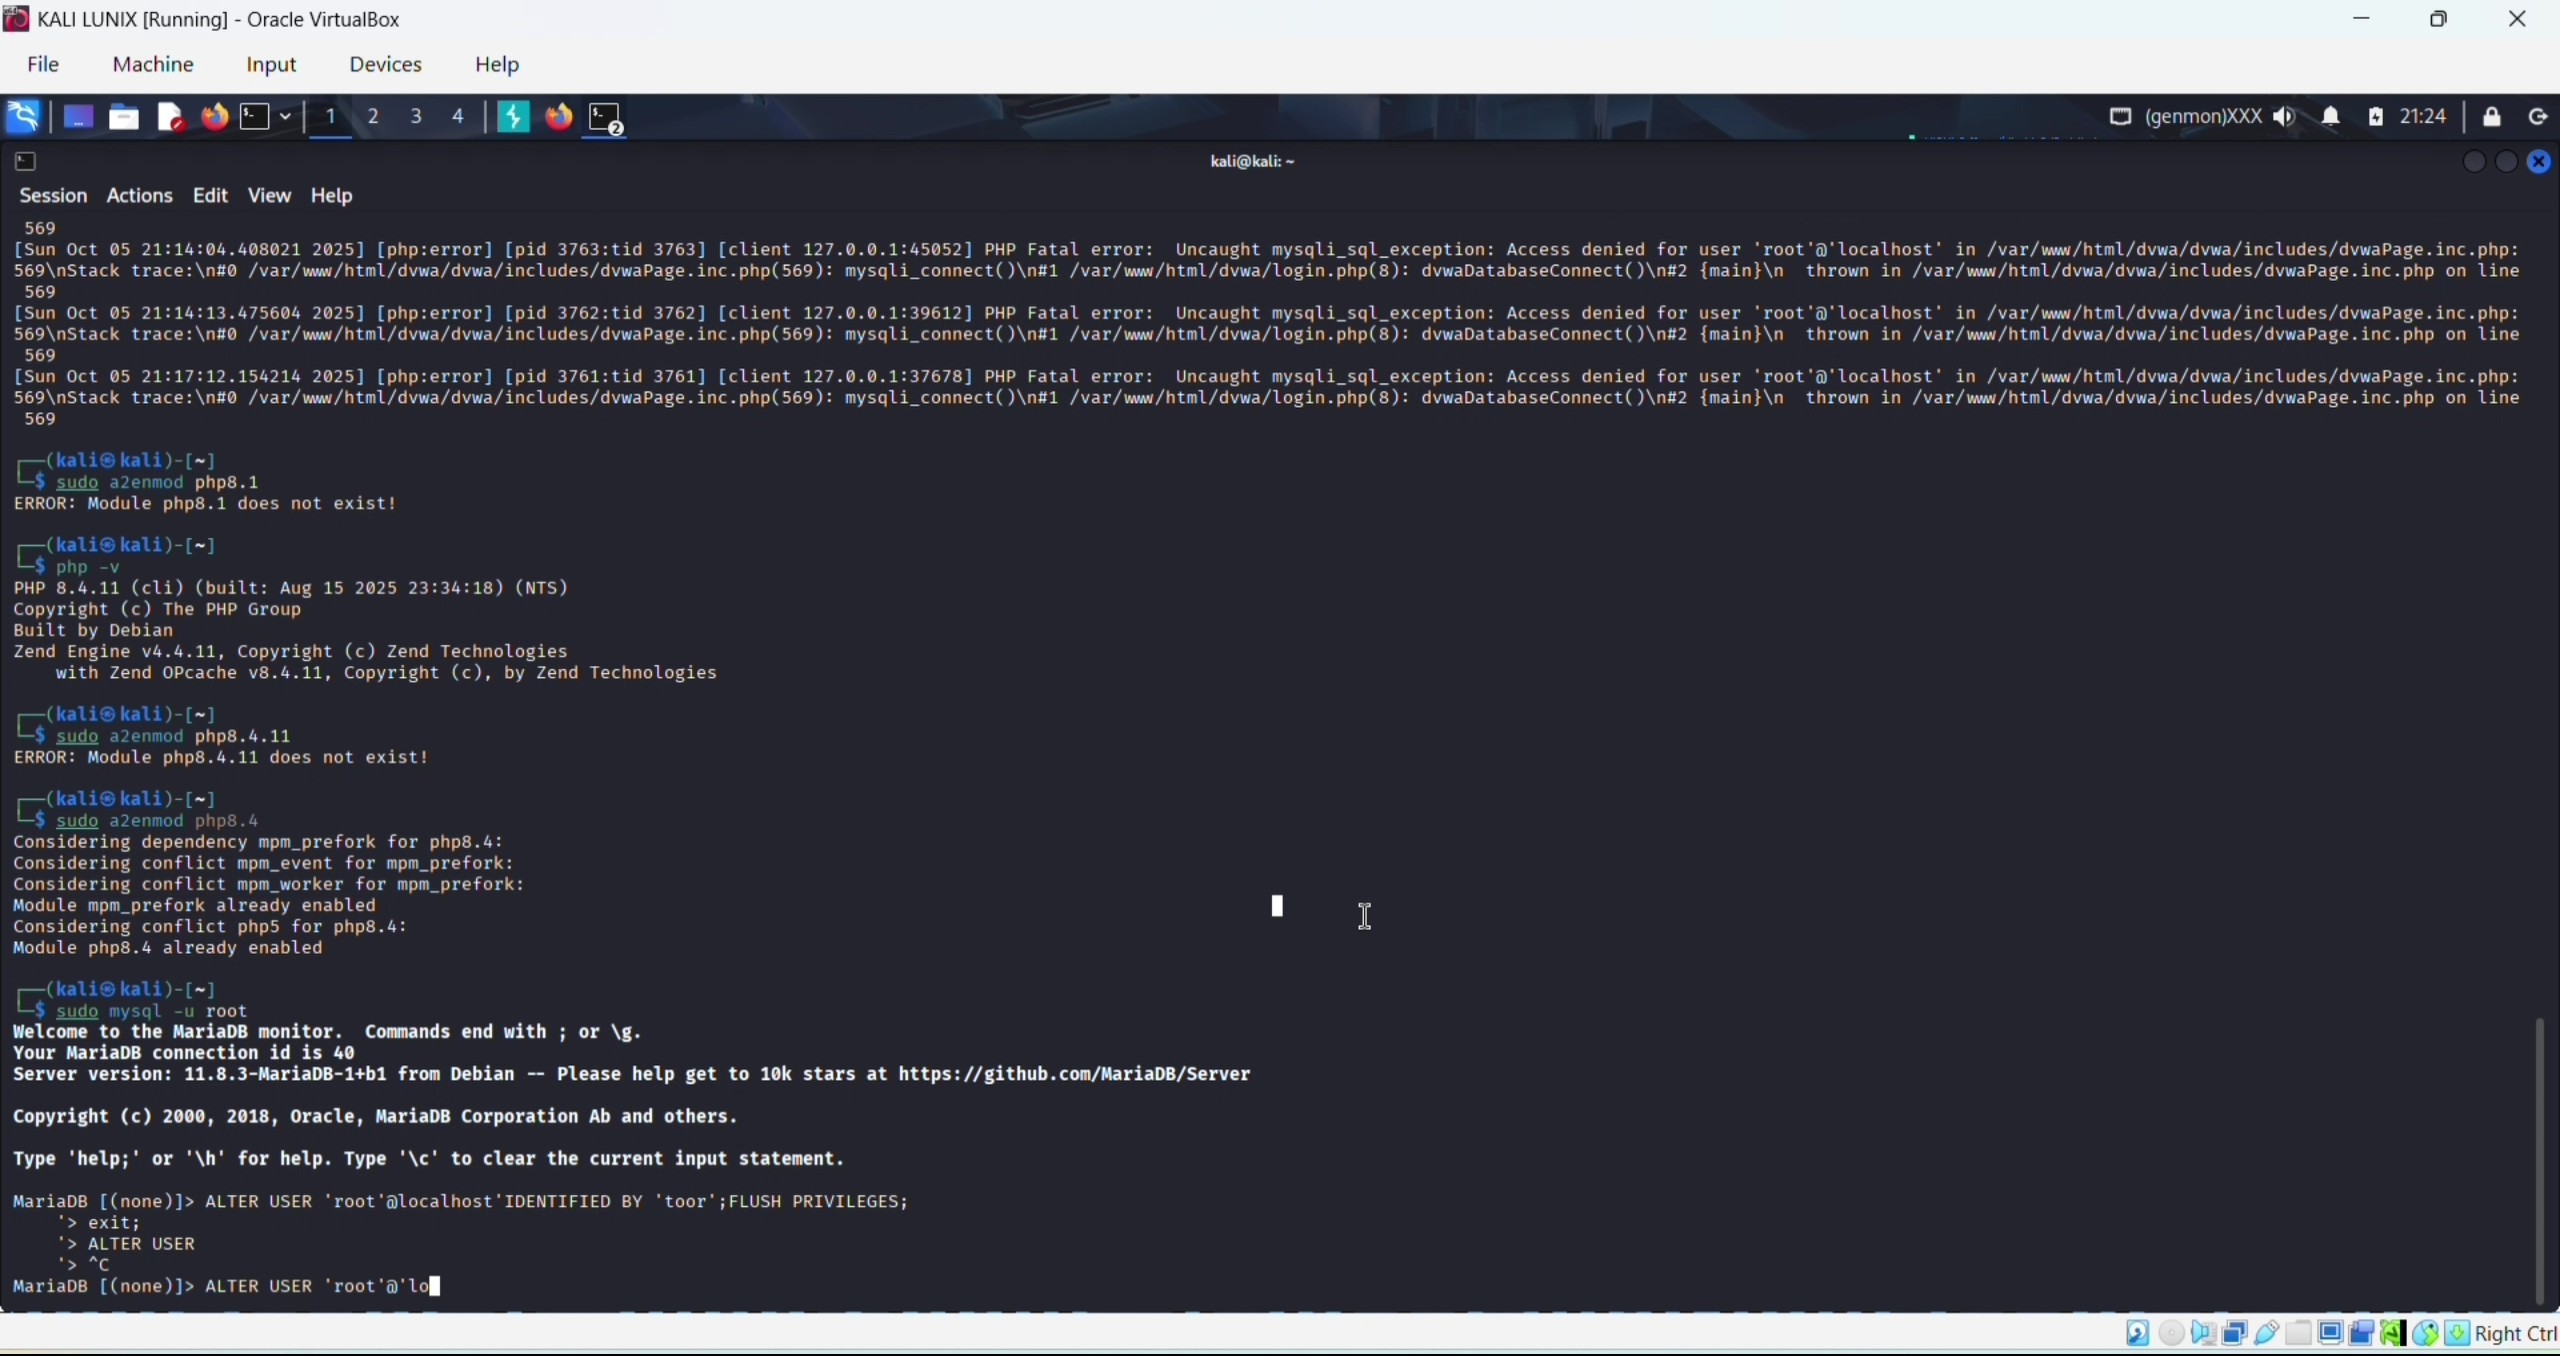 KALI LUNIX [Running] - Oracle VirtualBox
File Machine Input Devices Help
1 2 3 4 2 (genmon)XXX 21:24
kali@kali: ~
Session Actions Edit View Help
569
[Sun Oct 05 21:14:04.408021 2025] [php:error] [pid 3763:tid 3763] [client 127.0.0.1:45052] PHP Fatal error:  Uncaught mysqli_sql_exception: Access denied for user 'root'@'localhost' in /var/www/html/dvwa/dvwa/includes/dvwaPage.inc.php:
569\nStack trace:\n#0 /var/www/html/dvwa/dvwa/includes/dvwaPage.inc.php(569): mysqli_connect()\n#1 /var/www/html/dvwa/login.php(8): dvwaDatabaseConnect()\n#2 {main}\n  thrown in /var/www/html/dvwa/dvwa/includes/dvwaPage.inc.php on line
569
[Sun Oct 05 21:14:13.475604 2025] [php:error] [pid 3762:tid 3762] [client 127.0.0.1:39612] PHP Fatal error:  Uncaught mysqli_sql_exception: Access denied for user 'root'@'localhost' in /var/www/html/dvwa/dvwa/includes/dvwaPage.inc.php:
569\nStack trace:\n#0 /var/www/html/dvwa/dvwa/includes/dvwaPage.inc.php(569): mysqli_connect()\n#1 /var/www/html/dvwa/login.php(8): dvwaDatabaseConnect()\n#2 {main}\n  thrown in /var/www/html/dvwa/dvwa/includes/dvwaPage.inc.php on line
569
[Sun Oct 05 21:17:12.154214 2025] [php:error] [pid 3761:tid 3761] [client 127.0.0.1:37678] PHP Fatal error:  Uncaught mysqli_sql_exception: Access denied for user 'root'@'localhost' in /var/www/html/dvwa/dvwa/includes/dvwaPage.inc.php:
569\nStack trace:\n#0 /var/www/html/dvwa/dvwa/includes/dvwaPage.inc.php(569): mysqli_connect()\n#1 /var/www/html/dvwa/login.php(8): dvwaDatabaseConnect()\n#2 {main}\n  thrown in /var/www/html/dvwa/dvwa/includes/dvwaPage.inc.php on line
569
┌──(kali㉿kali)-[~]
└─$ sudo a2enmod php8.1
ERROR: Module php8.1 does not exist!
┌──(kali㉿kali)-[~]
└─$ php -v
PHP 8.4.11 (cli) (built: Aug 15 2025 23:34:18) (NTS)
Copyright (c) The PHP Group
Built by Debian
Zend Engine v4.4.11, Copyright (c) Zend Technologies
    with Zend OPcache v8.4.11, Copyright (c), by Zend Technologies
┌──(kali㉿kali)-[~]
└─$ sudo a2enmod php8.4.11
ERROR: Module php8.4.11 does not exist!
┌──(kali㉿kali)-[~]
└─$ sudo a2enmod php8.4
Considering dependency mpm_prefork for php8.4:
Considering conflict mpm_event for mpm_prefork:
Considering conflict mpm_worker for mpm_prefork:
Module mpm_prefork already enabled
Considering conflict php5 for php8.4:
Module php8.4 already enabled
┌──(kali㉿kali)-[~]
└─$ sudo mysql -u root
Welcome to the MariaDB monitor.  Commands end with ; or \g.
Your MariaDB connection id is 40
Server version: 11.8.3-MariaDB-1+b1 from Debian -- Please help get to 10k stars at https://github.com/MariaDB/Server
Copyright (c) 2000, 2018, Oracle, MariaDB Corporation Ab and others.
Type 'help;' or '\h' for help. Type '\c' to clear the current input statement.
MariaDB [(none)]> ALTER USER 'root'@localhost'IDENTIFIED BY 'toor';FLUSH PRIVILEGES;
    '> exit;
    '> ALTER USER
    '> ^C
MariaDB [(none)]> ALTER USER 'root'@'lo
Right Ctrl